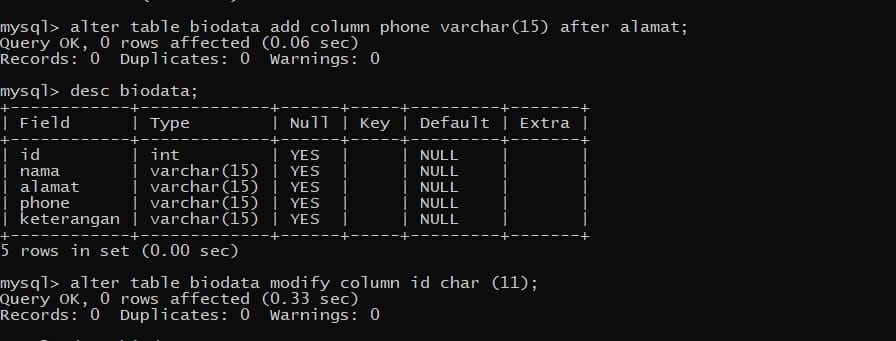 mysql> alter table biodata add column phone varchar(15) after alamat;
Query OK, 0 rows affected (0.06 sec)
Records: 0  Duplicates: 0  Warnings: 0

mysql> desc biodata;
+------------+-------------+------+-----+---------+-------+
| Field      | Type        | Null | Key | Default | Extra |
+------------+-------------+------+-----+---------+-------+
| id         | int         | YES  |     | NULL    |       |
| nama       | varchar(15) | YES  |     | NULL    |       |
| alamat     | varchar(15) | YES  |     | NULL    |       |
| phone      | varchar(15) | YES  |     | NULL    |       |
| keterangan | varchar(15) | YES  |     | NULL    |       |
+------------+-------------+------+-----+---------+-------+
5 rows in set (0.00 sec)

mysql> alter table biodata modify column id char (11);
Query OK, 0 rows affected (0.33 sec)
Records: 0  Duplicates: 0  Warnings: 0